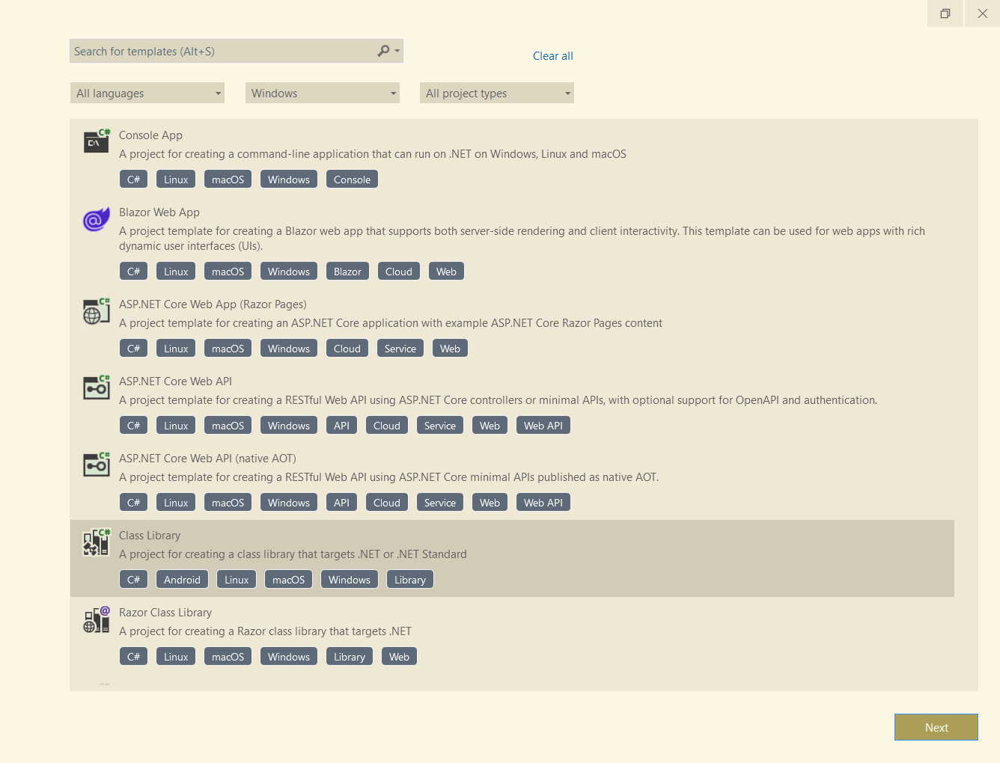 Search for templates (Alt+S)
Clear all
All languages
Windows
All project types
C#
C:\
Console App
A project for creating a command-line application that can run on .NET on Windows, Linux and macOS
C# Linux macOS Windows Console
@
Blazor Web App
A project template for creating a Blazor web app that supports both server-side rendering and client interactivity. This template can be used for web apps with rich
dynamic user interfaces (UIs).
C# Linux macOS Windows Blazor Cloud Web
C#
ASP.NET Core Web App (Razor Pages)
A project template for creating an ASP.NET Core application with example ASP.NET Core Razor Pages content
C# Linux macOS Windows Cloud Service Web
C#
ASP.NET Core Web API
A project template for creating a RESTful Web API using ASP.NET Core controllers or minimal APIs, with optional support for OpenAPI and authentication.
C# Linux macOS Windows API Cloud Service Web Web API
C#
ASP.NET Core Web API (native AOT)
A project template for creating a RESTful Web API using ASP.NET Core minimal APIs published as native AOT.
C# Linux macOS Windows API Cloud Service Web Web API
C#
Class Library
A project for creating a class library that targets .NET or .NET Standard
C# Android Linux macOS Windows Library
@
Razor Class Library
A project for creating a Razor class library that targets .NET
C# Linux macOS Windows Library Web
Next